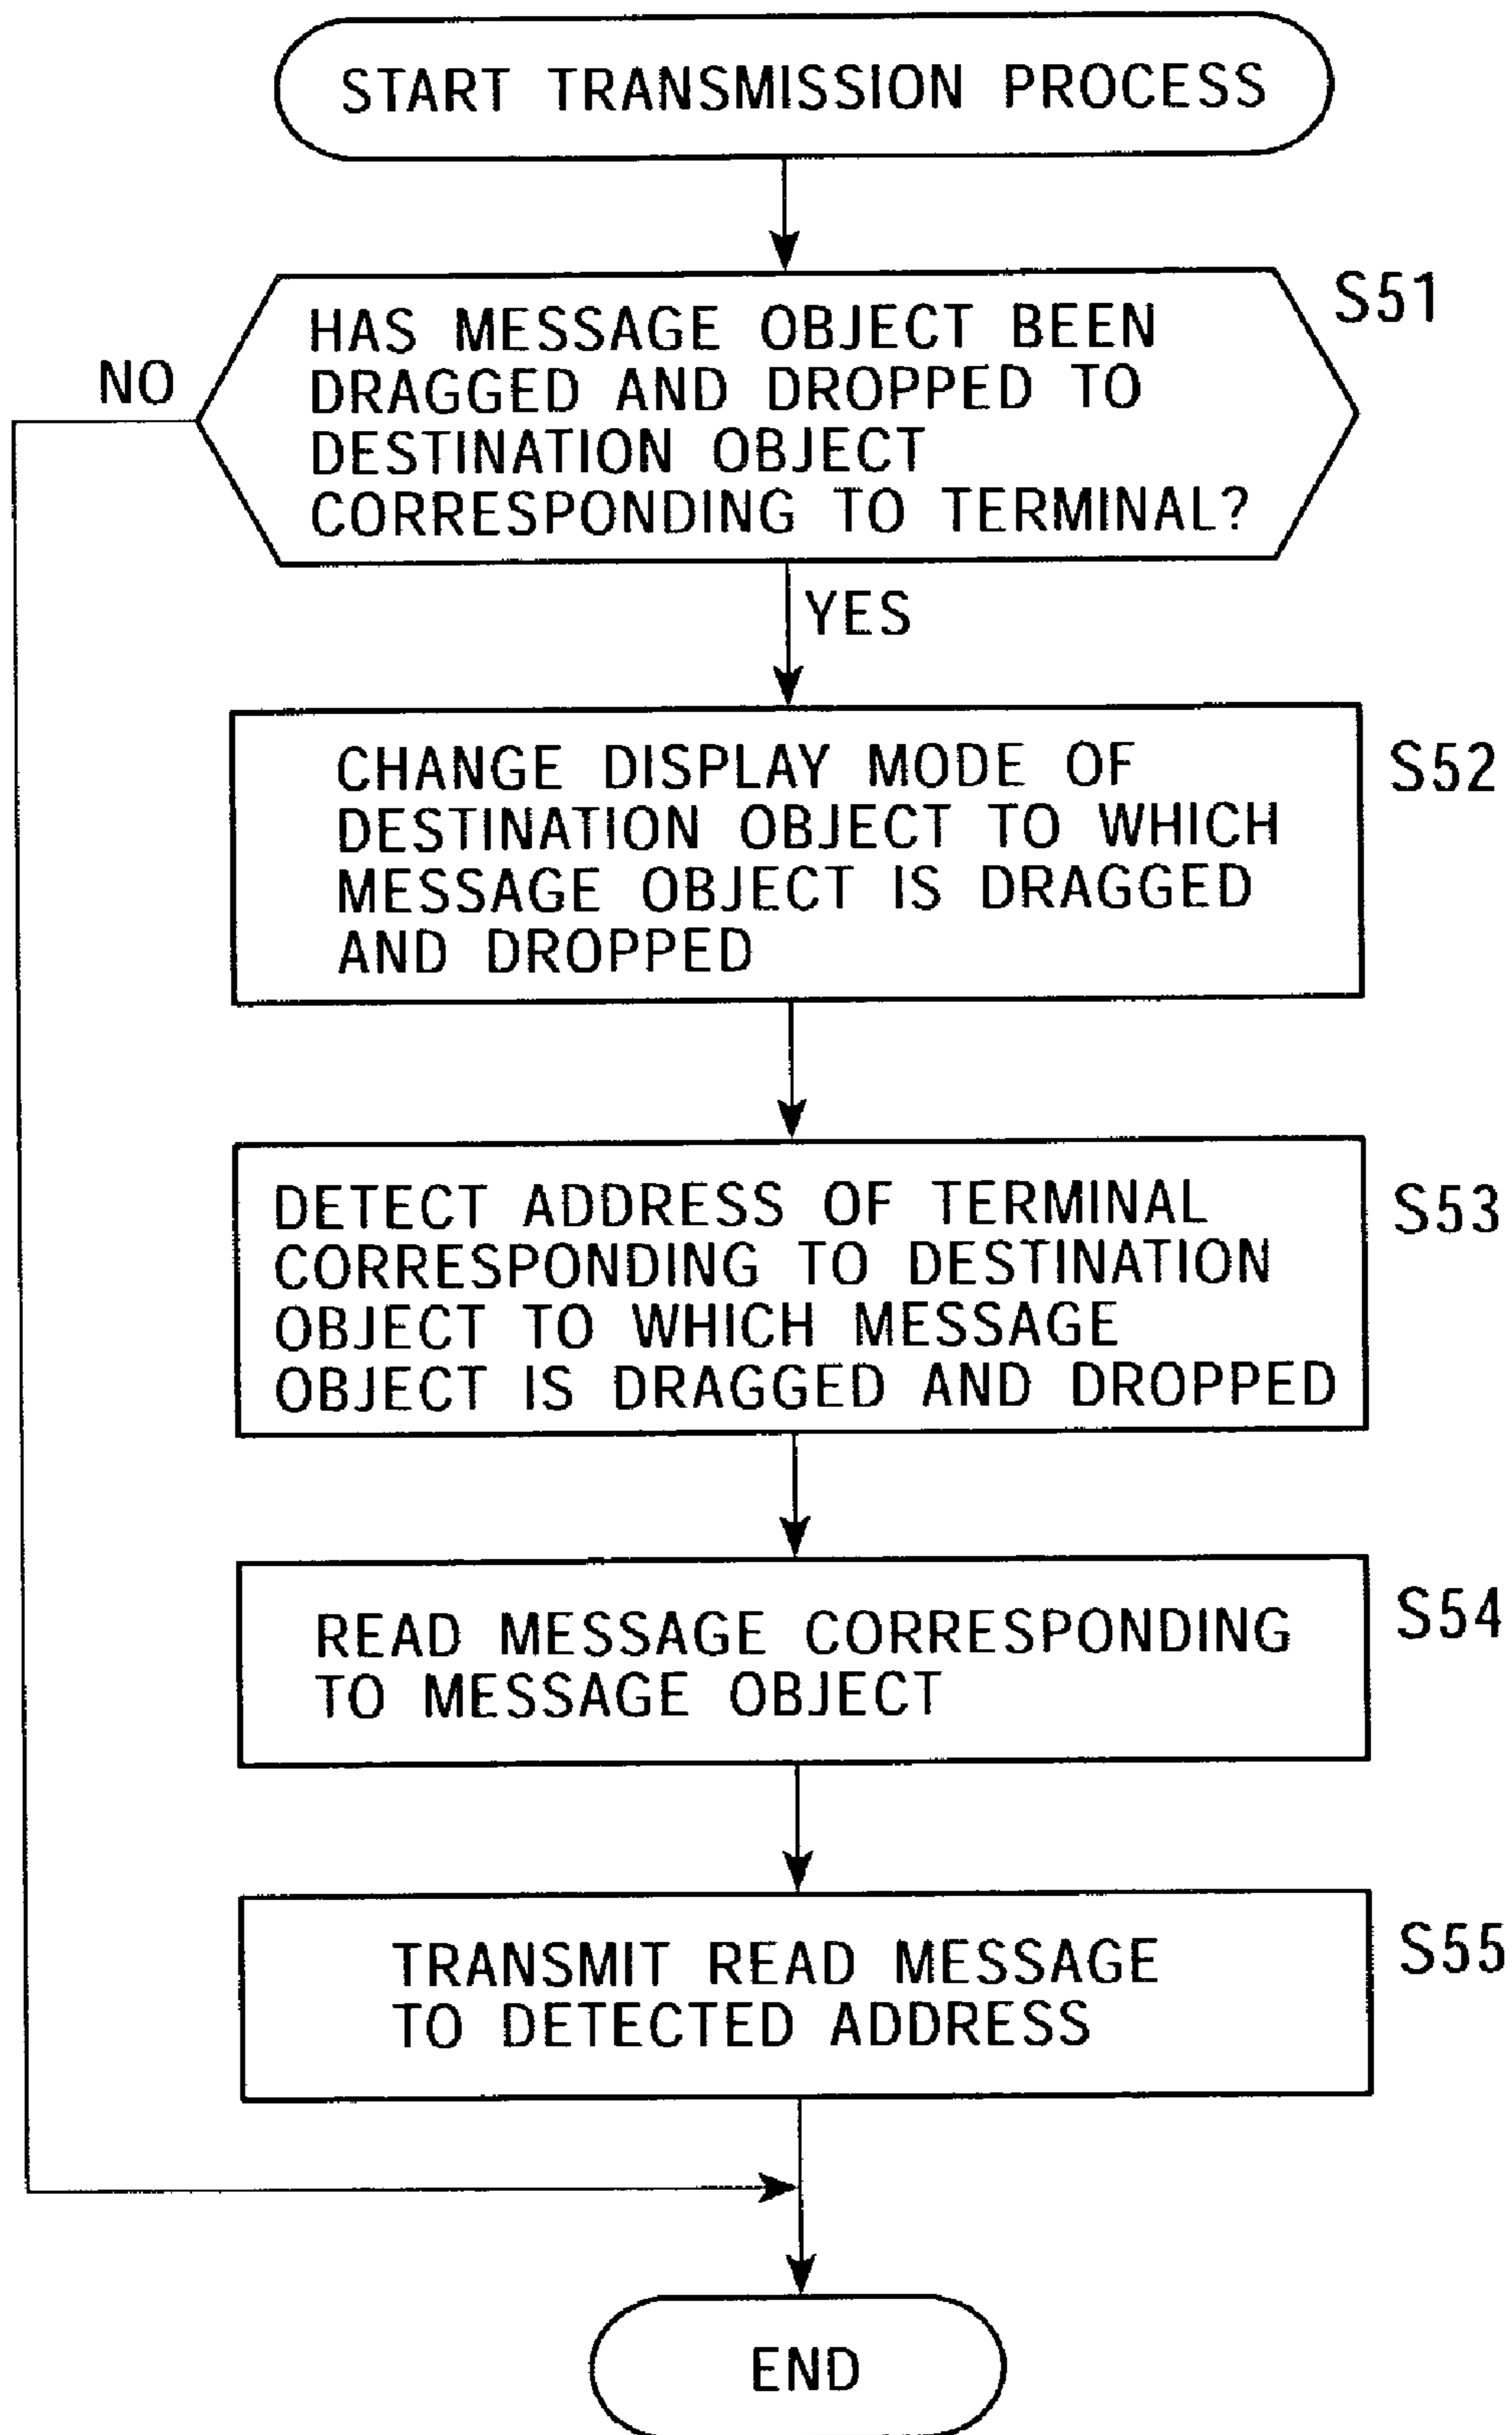 START TRANSMISSION PROCESS
S51
HAS MESSAGE OBJECT BEEN
DRAGGED AND DROPPED TO
DESTINATION OBJECT
CORRESPONDING TO TERMINAL?
NO
YES
S52
CHANGE DISPLAY MODE OF
DESTINATION OBJECT TO WHICH
MESSAGE OBJECT IS DRAGGED
AND DROPPED
S53
DETECT ADDRESS OF TERMINAL
CORRESPONDING TO DESTINATION
OBJECT TO WHICH MESSAGE
OBJECT IS DRAGGED AND DROPPED
S54
READ MESSAGE CORRESPONDING
TO MESSAGE OBJECT
S55
TRANSMIT READ MESSAGE
TO DETECTED ADDRESS
END